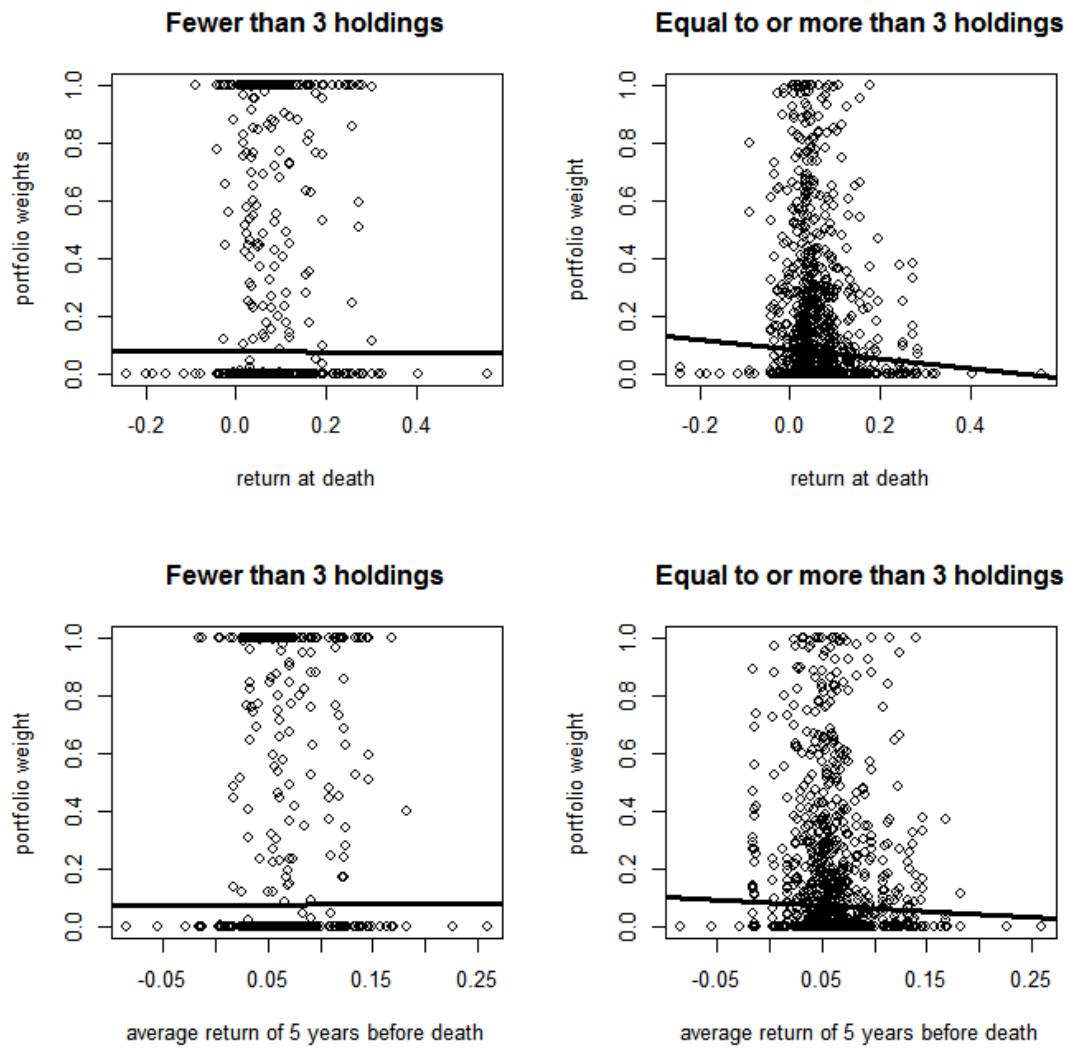 Fewer than 3 holdings
portfolio weights
0.0 0.2 0.4 0.6 0.8 1.0
-0.2 0.0 0.2 0.4
return at death
Equal to or more than 3 holdings
portfolio weight
0.0 0.2 0.4 0.6 0.8 1.0
-0.2 0.0 0.2 0.4
return at death
Fewer than 3 holdings
portfolio weight
0.0 0.2 0.4 0.6 0.8 1.0
-0.05 0.05 0.15 0.25
average return of 5 years before death
Equal to or more than 3 holdings
portfolio weight
0.0 0.2 0.4 0.6 0.8 1.0
-0.05 0.05 0.15 0.25
average return of 5 years before death